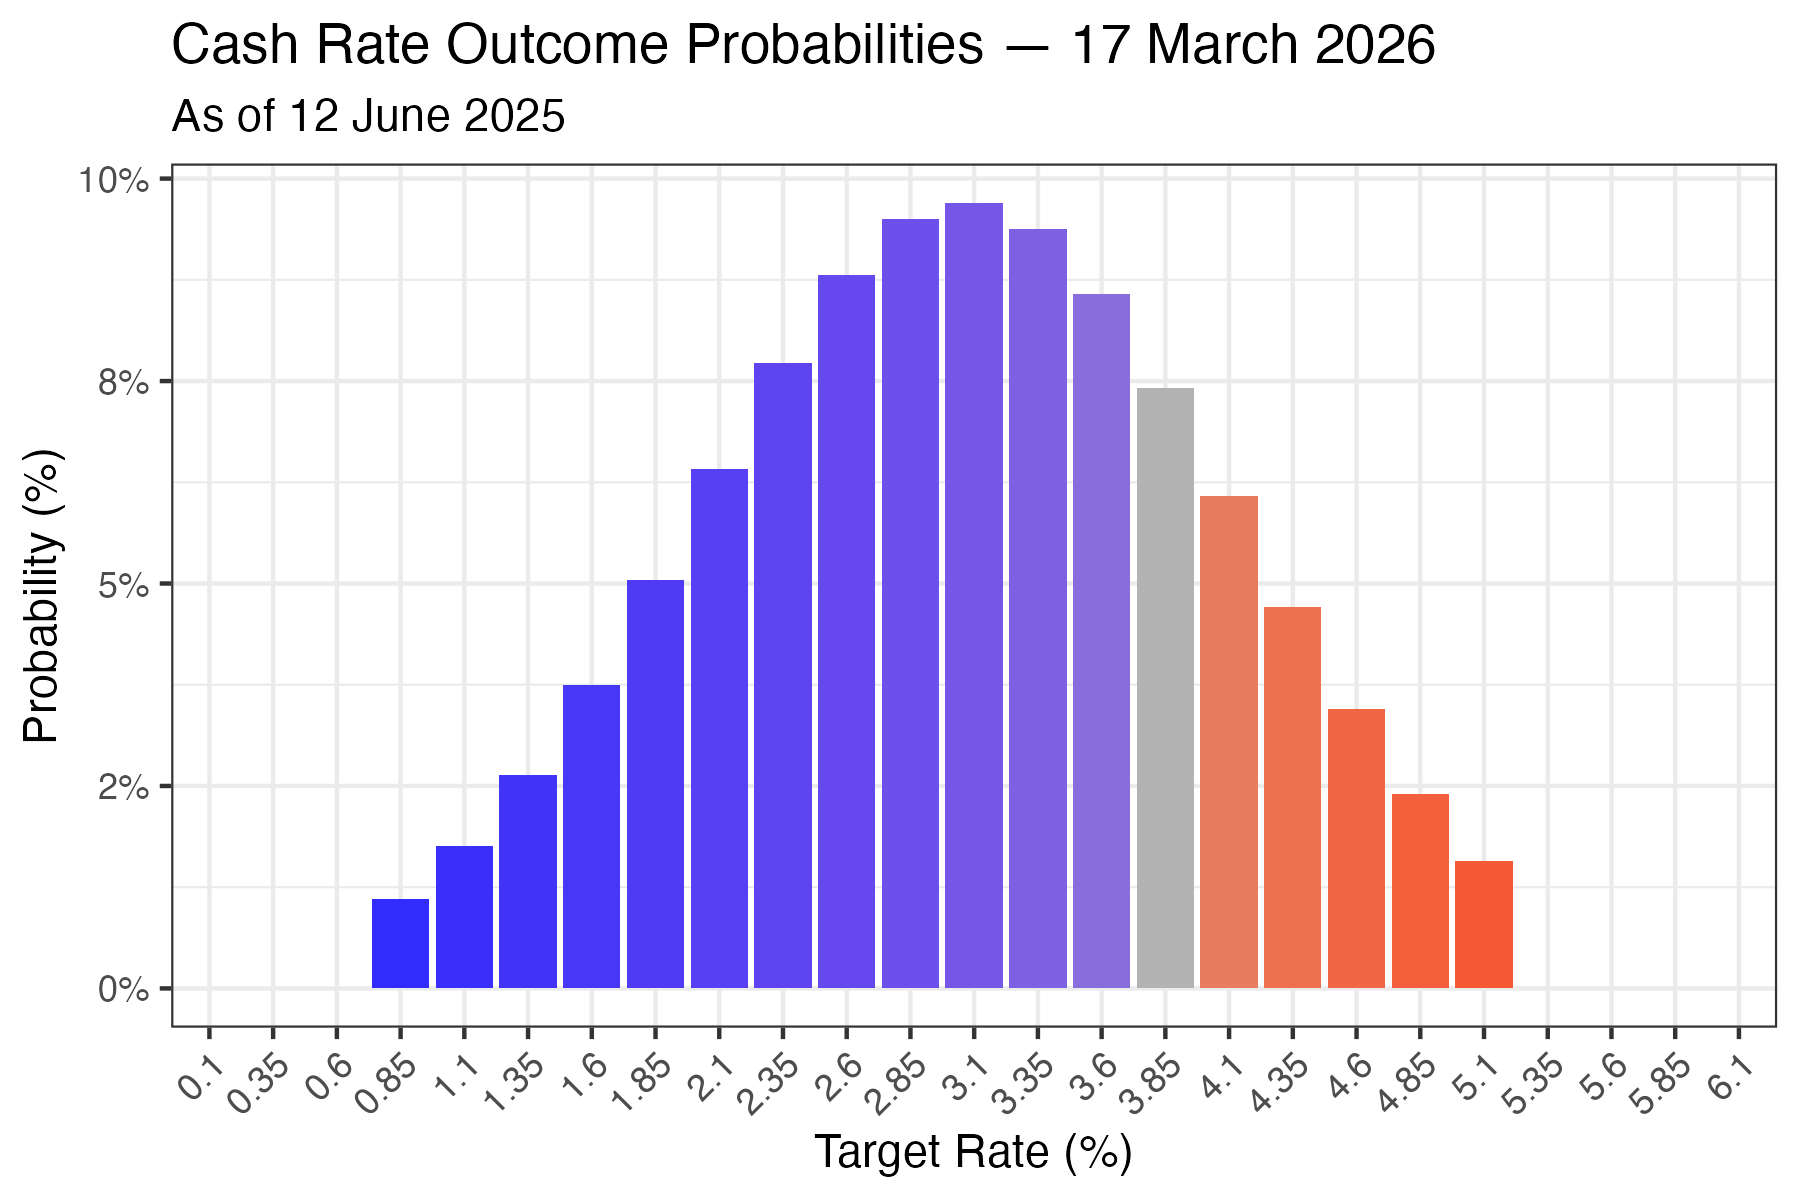 Cash Rate Outcome Probabilities — 17 March 2026
As of 12 June 2025
Probability (%)
10%
8%
5%
2%
0%
0.1 0.35 0.6 0.85 1.1 1.35 1.6 1.85 2.1 2.35 2.6 2.85 3.1 3.35 3.6 3.85 4.1 4.35 4.6 4.85 5.1 5.35 5.6 5.85 6.1
Target Rate (%)